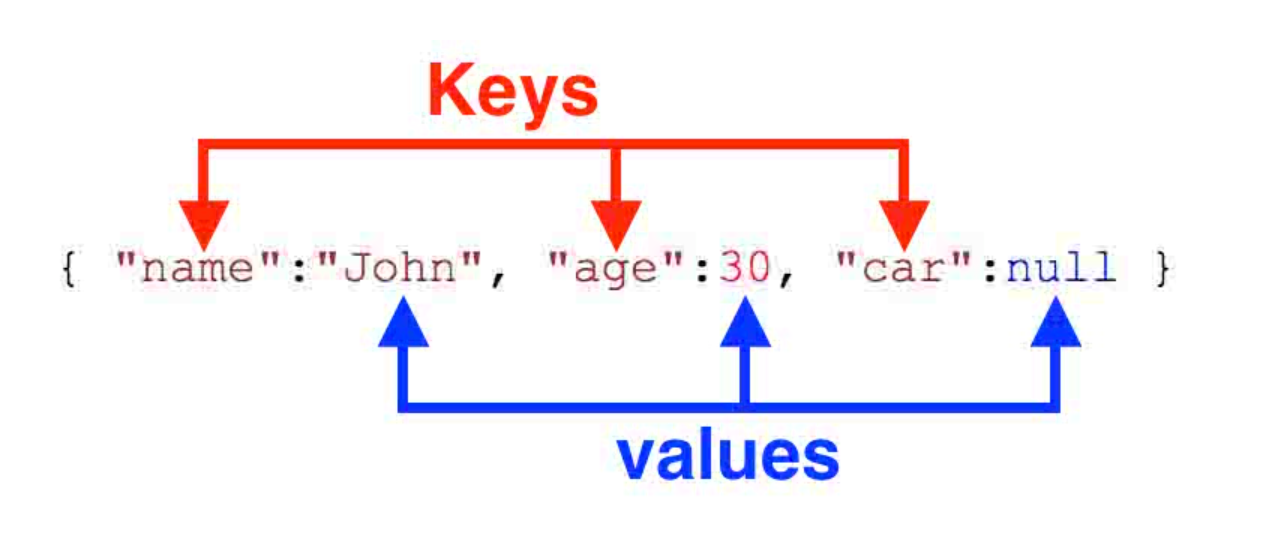 Keys
{ "name":"John", "age":30, "car":null }
values